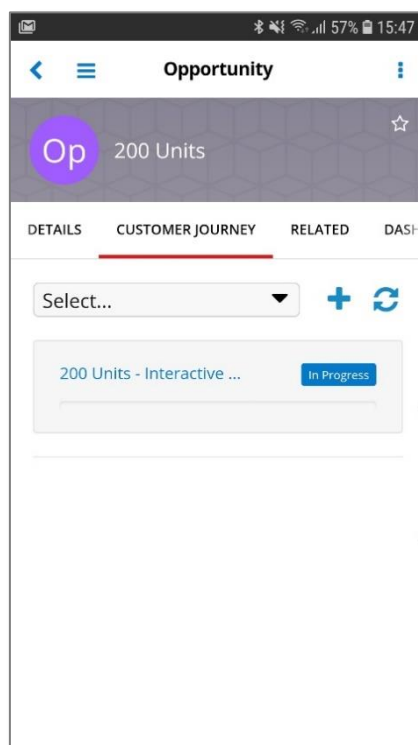 57% 15:47
Opportunity
Op 200 Units
DETAILS CUSTOMER JOURNEY RELATED DASH
Select...
200 Units - Interactive ... In Progress